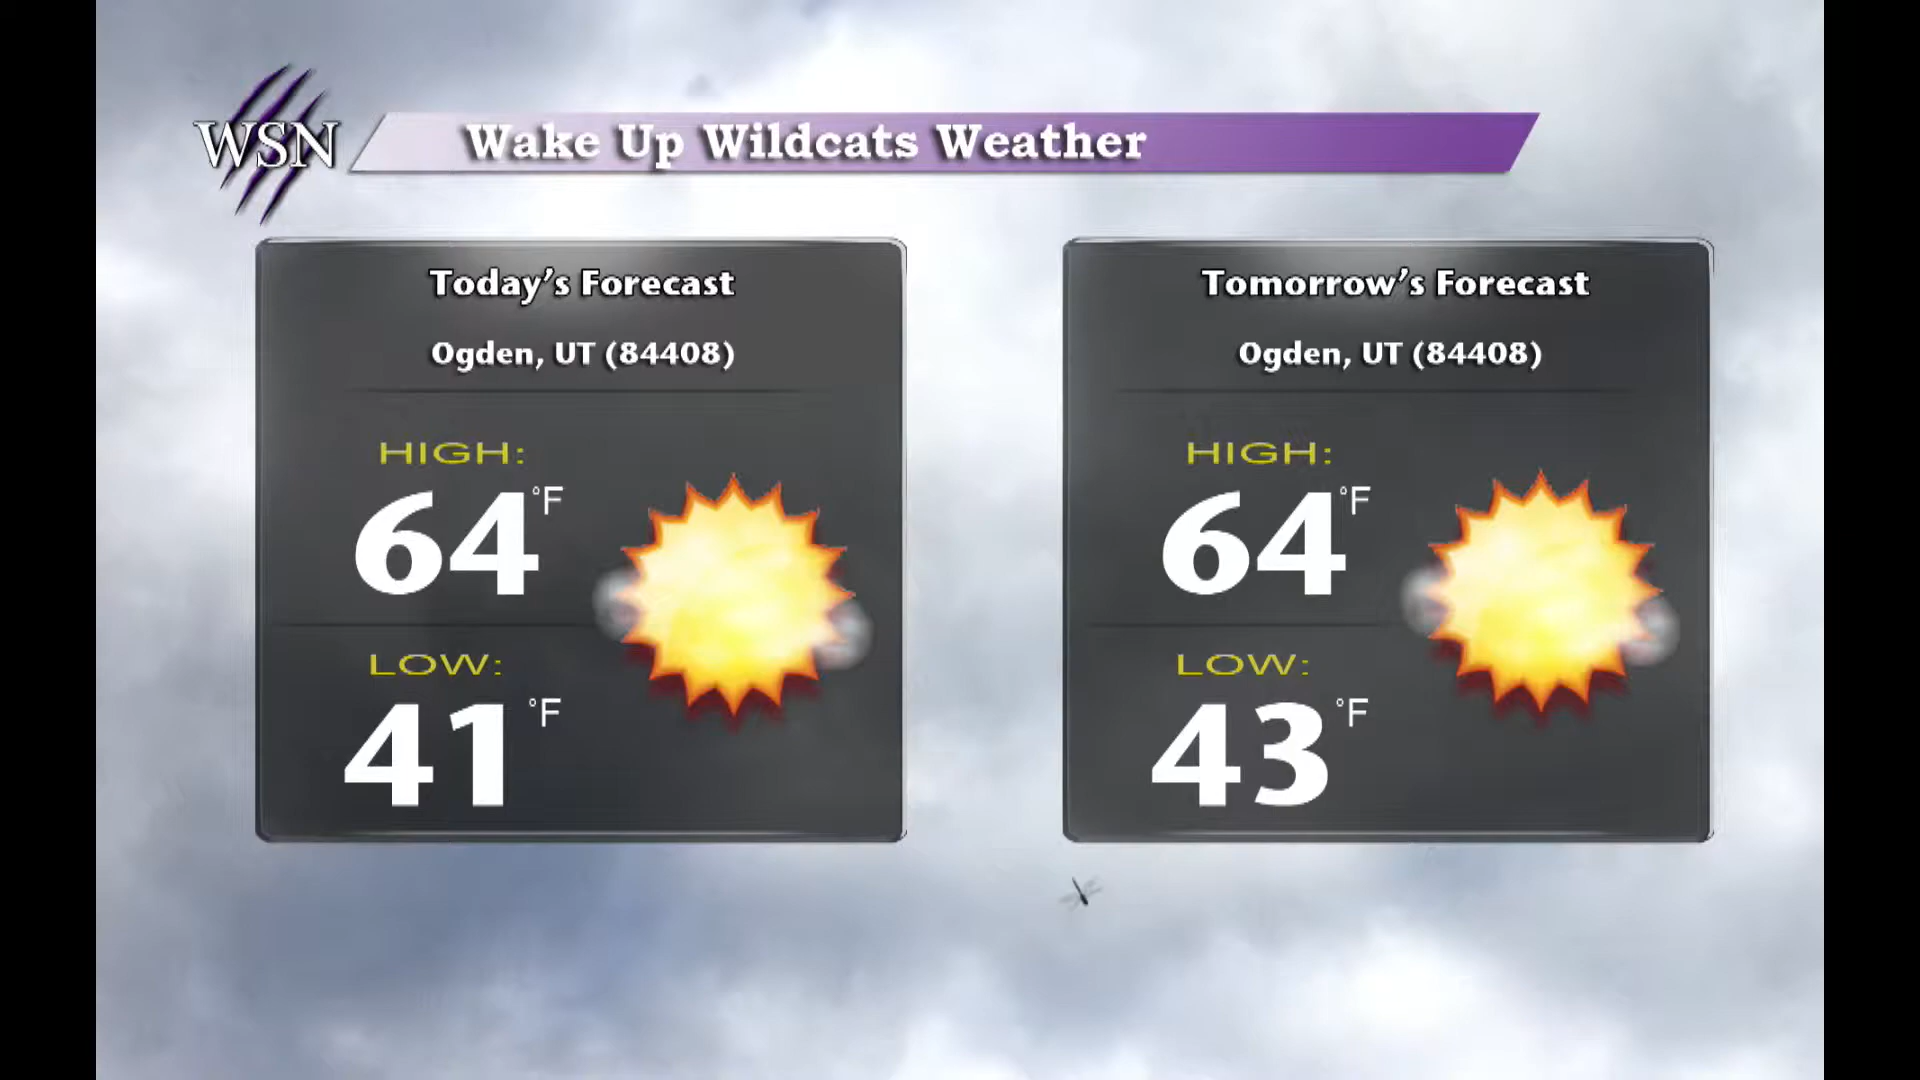 WSN
Wake Up Wildcats Weather
Today's Forecast
Ogden, UT (84408)
HIGH:
64°F
LOW:
41°F
Tomorrow's Forecast
Ogden, UT (84408)
HIGH:
64°F
LOW:
43°F